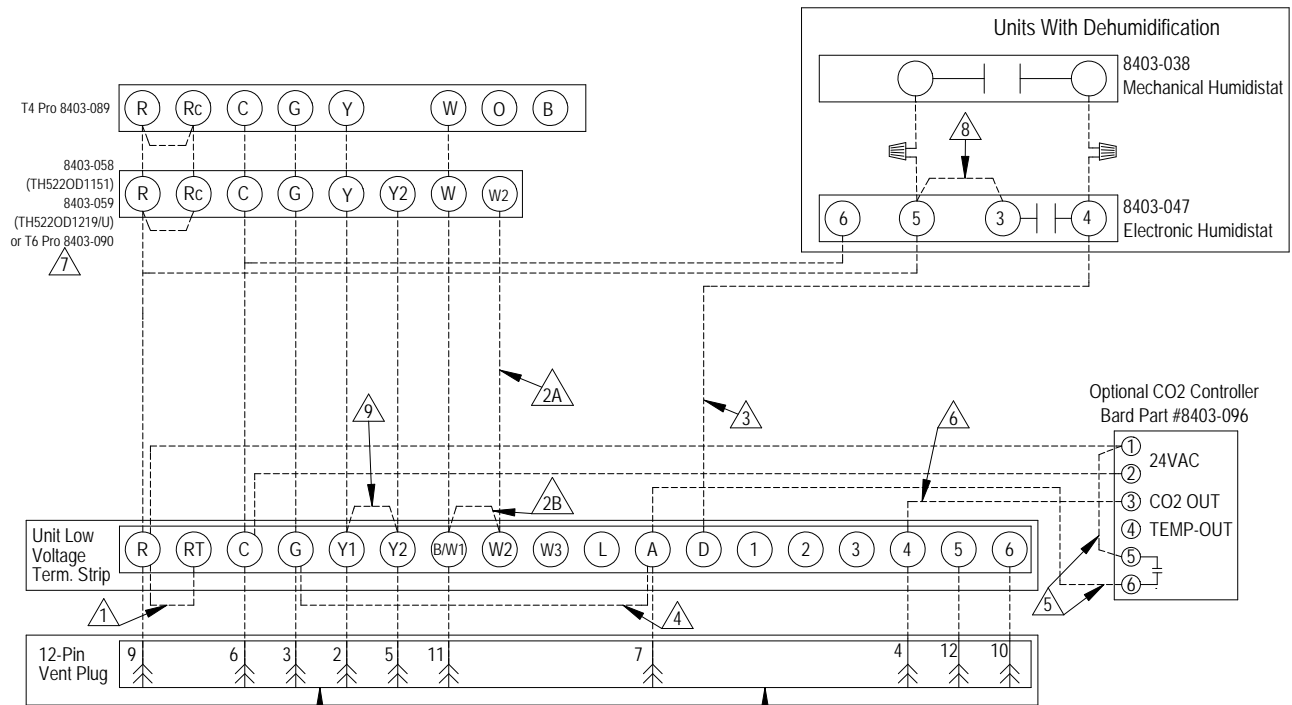 Units With Dehumidification
8403-038
Mechanical Humidistat
T4 Pro 8403-089
R Rc C G Y W O B
8
8403-058
(TH522OD1151)
8403-059
(TH522OD1219/U)
or T6 Pro 8403-090
7
R Rc C G Y Y2 W W2
6 5 3 4
8403-047
Electronic Humidistat
2A
9
3
6
2B
Optional CO2 Controller
Bard Part #8403-096
1
24VAC
2
3 CO2 OUT
4 TEMP-OUT
5
6
5
Unit Low
Voltage
Term. Strip
R RT C G Y1 Y2 B/W1 W2 W3 L A D 1 2 3 4 5 6
1
4
12-Pin
Vent Plug
9 6 3 2 5 11 7 4 12 10